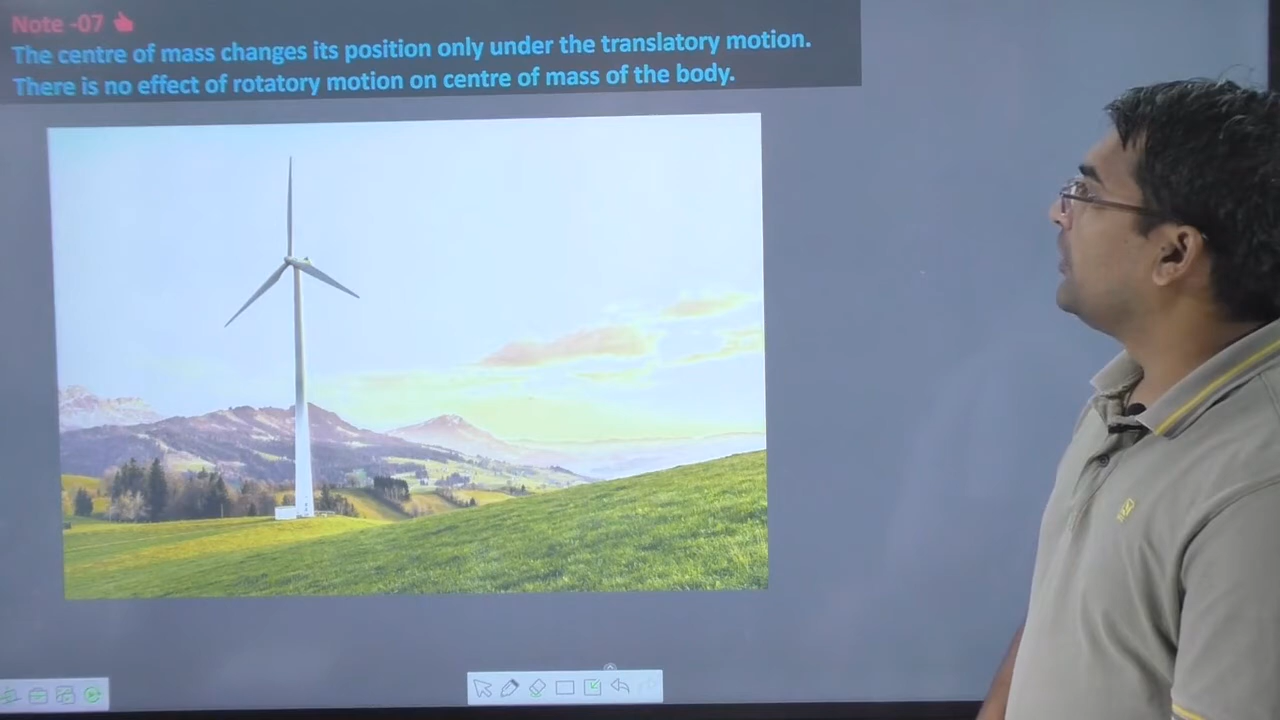 Note -07
The centre of mass changes its position only under the translatory motion.
There is no effect of rotatory motion on centre of mass of the body.